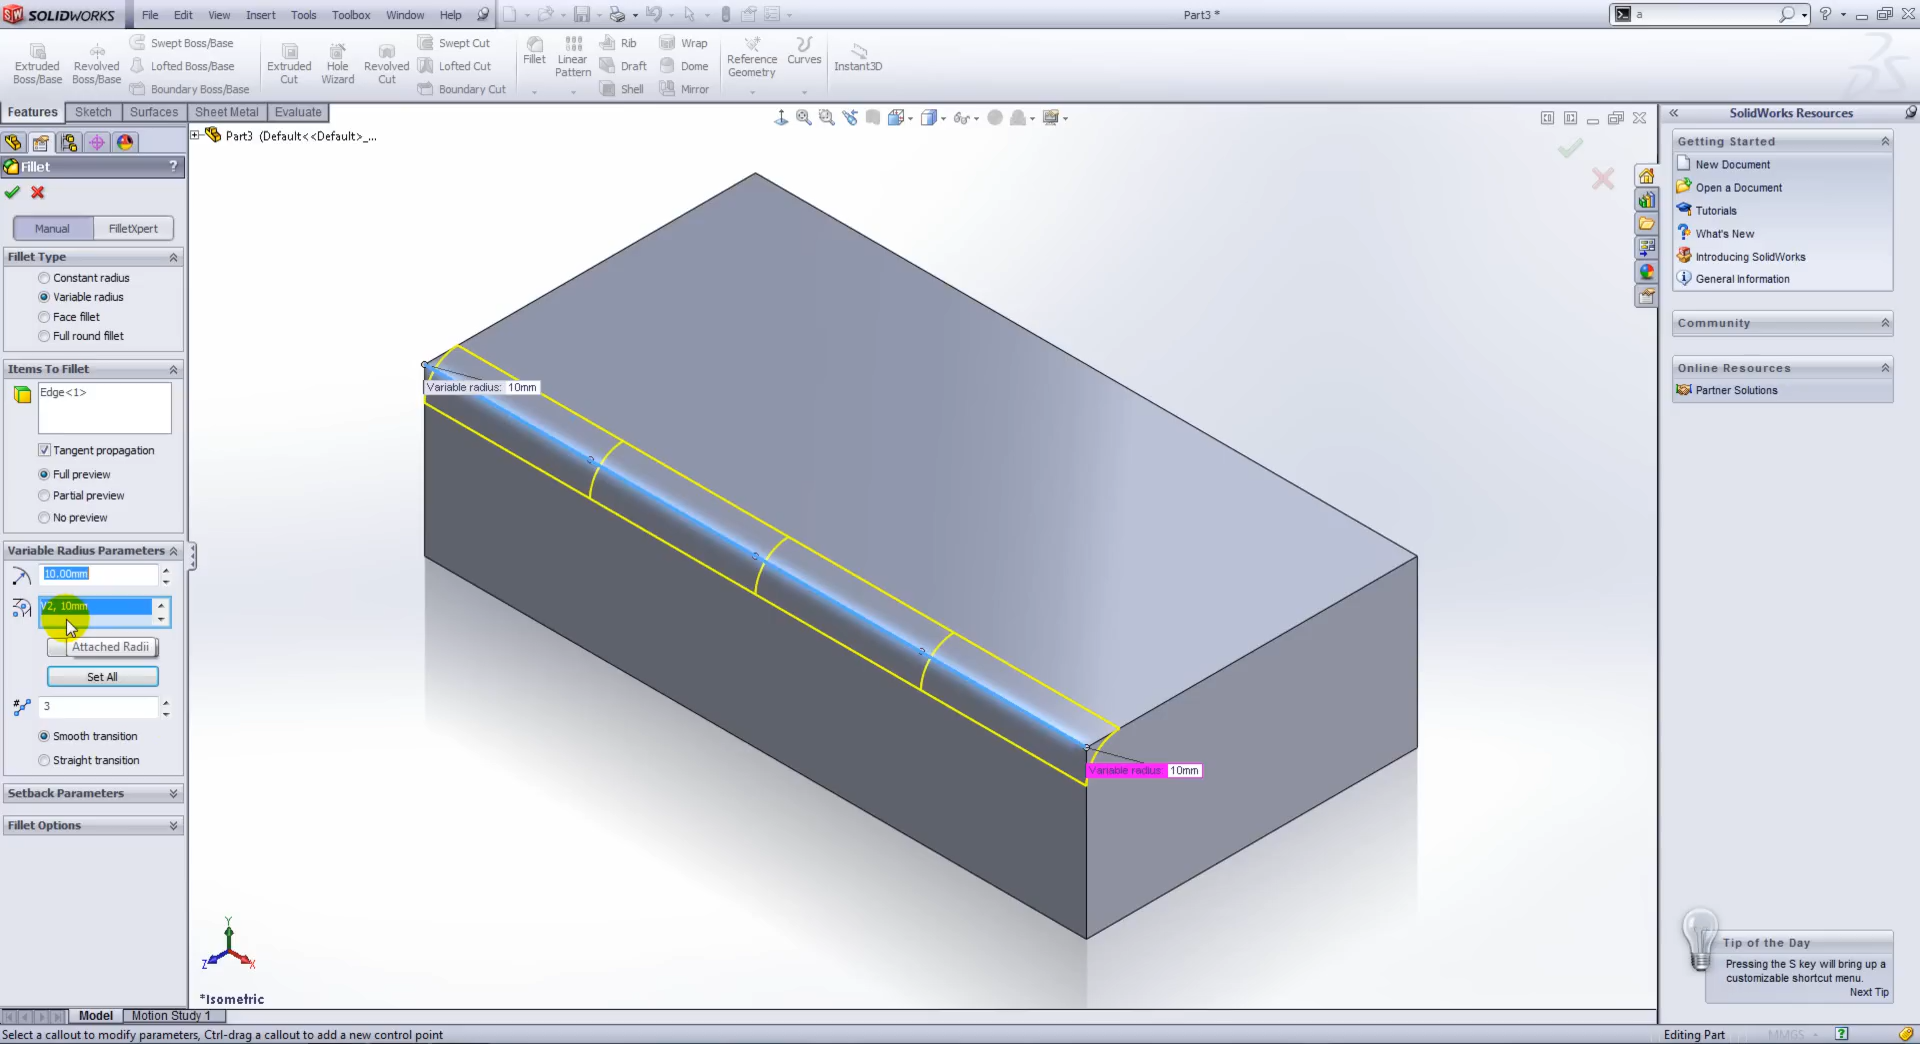 SOLIDWORKS File Edit View Insert Tools Toolbox Window Help Part3 * a
Extruded Boss/Base
Revolved Boss/Base
Swept Boss/Base
Lofted Boss/Base
Boundary Boss/Base
Extruded Cut
Hole Wizard
Revolved Cut
Swept Cut
Lofted Cut
Boundary Cut
Fillet
Linear Pattern
Rib
Draft
Shell
Wrap
Dome
Mirror
Reference Geometry
Curves
Instant3D
Features Sketch Surfaces Sheet Metal Evaluate
Part3 (Default<<Default>_...
Fillet ?
Manual FilletXpert
Fillet Type
Constant radius
Variable radius
Face fillet
Full round fillet
Items To Fillet
Edge<1>
Tangent propagation
Full preview
Partial preview
No preview
Variable Radius Parameters
10.00mm
V2, 10mm
Attached Radii
Set All
3
Smooth transition
Straight transition
Setback Parameters
Fillet Options
Variable radius: 10mm
Variable radius: 10mm
Y
Z
X
*Isometric
SolidWorks Resources
Getting Started
New Document
Open a Document
Tutorials
What's New
Introducing SolidWorks
General Information
Community
Online Resources
Partner Solutions
Tip of the Day
Pressing the S key will bring up a
customizable shortcut menu.
Next Tip
Model Motion Study 1
Select a callout to modify parameters, Ctrl-drag a callout to add a new control point
Editing Part MMGS